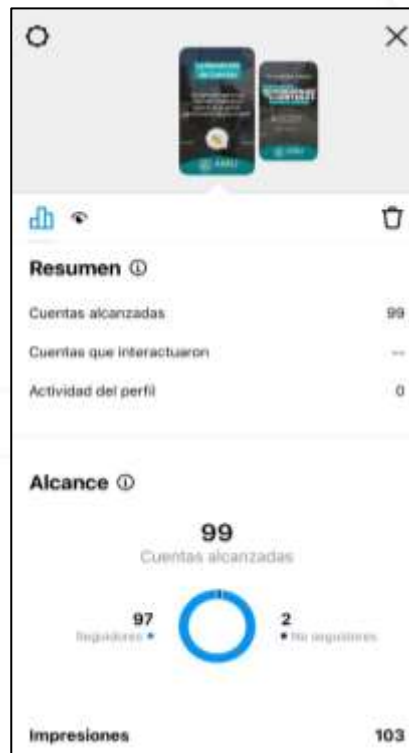 Resumen
Cuentas alcanzadas 99
Cuentas que interactuaron --
Actividad del perfil 0
Alcance
99
Cuentas alcanzadas
97 2
Seguidores No seguidores
Impresiones 103